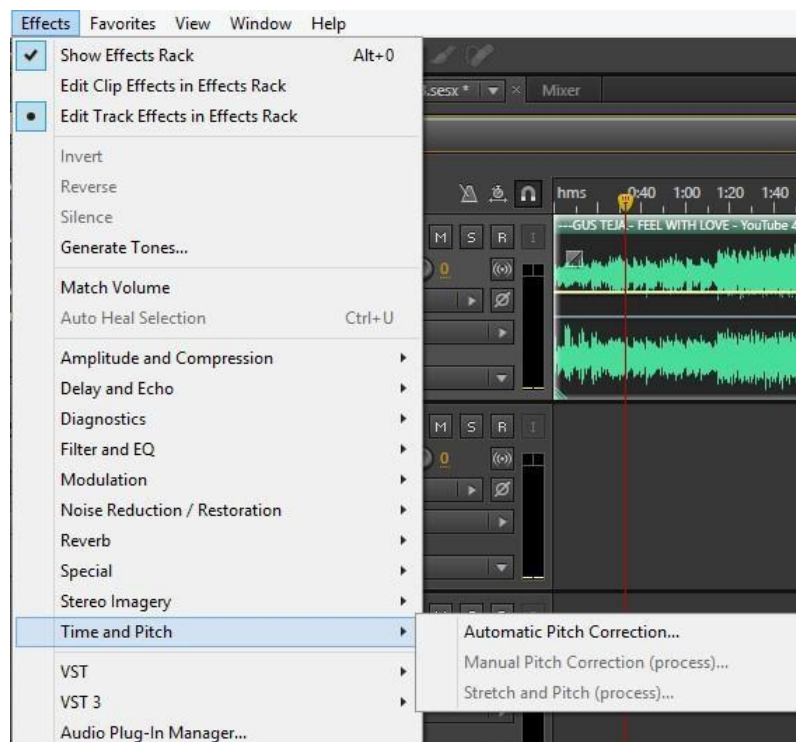 Effects Favorites View Window Help
Show Effects Rack Alt+0
Edit Clip Effects in Effects Rack
Edit Track Effects in Effects Rack
Invert
Reverse
Silence
Generate Tones...
Match Volume
Auto Heal Selection Ctrl+U
Amplitude and Compression
Delay and Echo
Diagnostics
Filter and EQ
Modulation
Noise Reduction / Restoration
Reverb
Special
Stereo Imagery
Time and Pitch
VST
VST 3
Audio Plug-In Manager...
Automatic Pitch Correction...
Manual Pitch Correction (process)...
Stretch and Pitch (process)...
.sesx * Mixer
hms 0:40 1:00 1:20 1:40
---GUS TEJA - FEEL WITH LOVE - YouTube 4
M S R I
0
M S R I
0